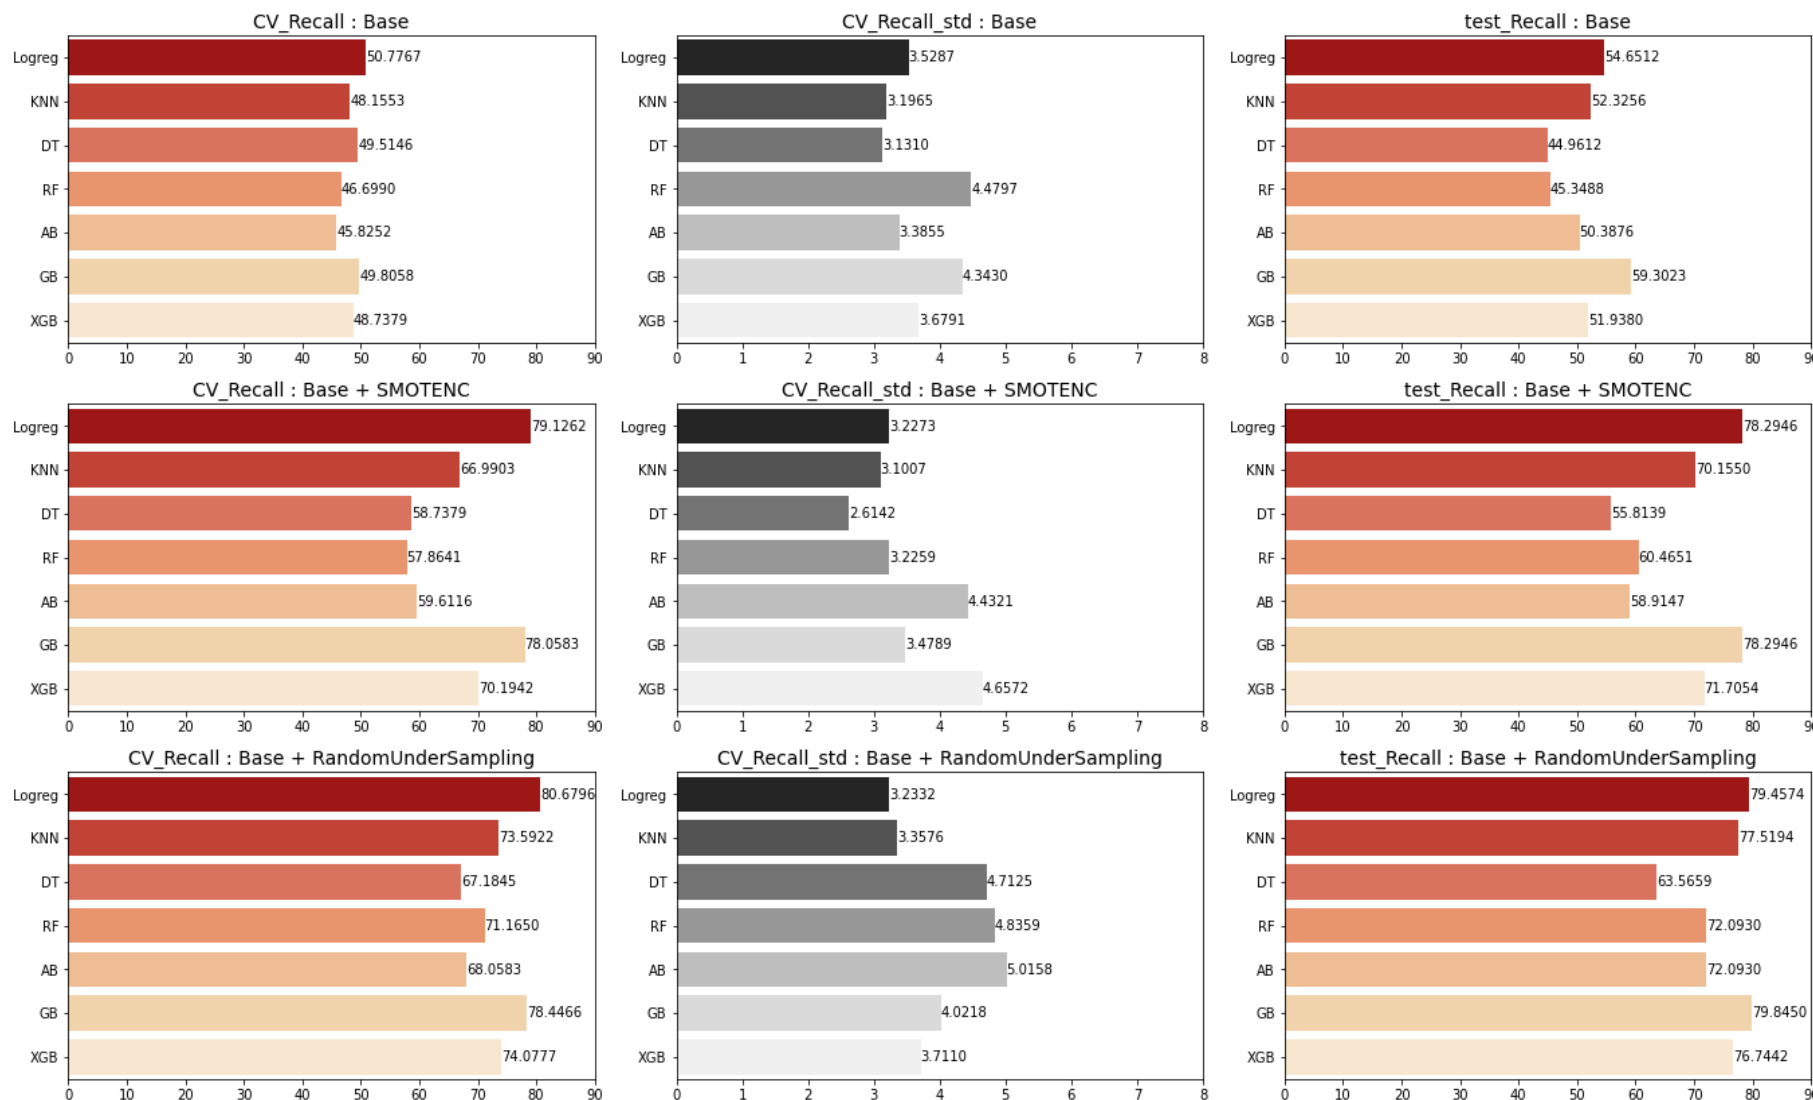 CV_Recall : Base
Logreg 50.7767
KNN 48.1553
DT 49.5146
RF 46.6990
AB 45.8252
GB 49.8058
XGB 48.7379
0 10 20 30 40 50 60 70 80 90
CV_Recall_std : Base
Logreg 3.5287
KNN 3.1965
DT 3.1310
RF 4.4797
AB 3.3855
GB 4.3430
XGB 3.6791
0 1 2 3 4 5 6 7 8
test_Recall : Base
Logreg 54.6512
KNN 52.3256
DT 44.9612
RF 45.3488
AB 50.3876
GB 59.3023
XGB 51.9380
0 10 20 30 40 50 60 70 80 90
CV_Recall : Base + SMOTENC
Logreg 79.1262
KNN 66.9903
DT 58.7379
RF 57.8641
AB 59.6116
GB 78.0583
XGB 70.1942
0 10 20 30 40 50 60 70 80 90
CV_Recall_std : Base + SMOTENC
Logreg 3.2273
KNN 3.1007
DT 2.6142
RF 3.2259
AB 4.4321
GB 3.4789
XGB 4.6572
0 1 2 3 4 5 6 7 8
test_Recall : Base + SMOTENC
Logreg 78.2946
KNN 70.1550
DT 55.8139
RF 60.4651
AB 58.9147
GB 78.2946
XGB 71.7054
0 10 20 30 40 50 60 70 80 90
CV_Recall : Base + RandomUnderSampling
Logreg 80.6796
KNN 73.5922
DT 67.1845
RF 71.1650
AB 68.0583
GB 78.4466
XGB 74.0777
0 10 20 30 40 50 60 70 80 90
CV_Recall_std : Base + RandomUnderSampling
Logreg 3.2332
KNN 3.3576
DT 4.7125
RF 4.8359
AB 5.0158
GB 4.0218
XGB 3.7110
0 1 2 3 4 5 6 7 8
test_Recall : Base + RandomUnderSampling
Logreg 79.4574
KNN 77.5194
DT 63.5659
RF 72.0930
AB 72.0930
GB 79.8450
XGB 76.7442
0 10 20 30 40 50 60 70 80 90